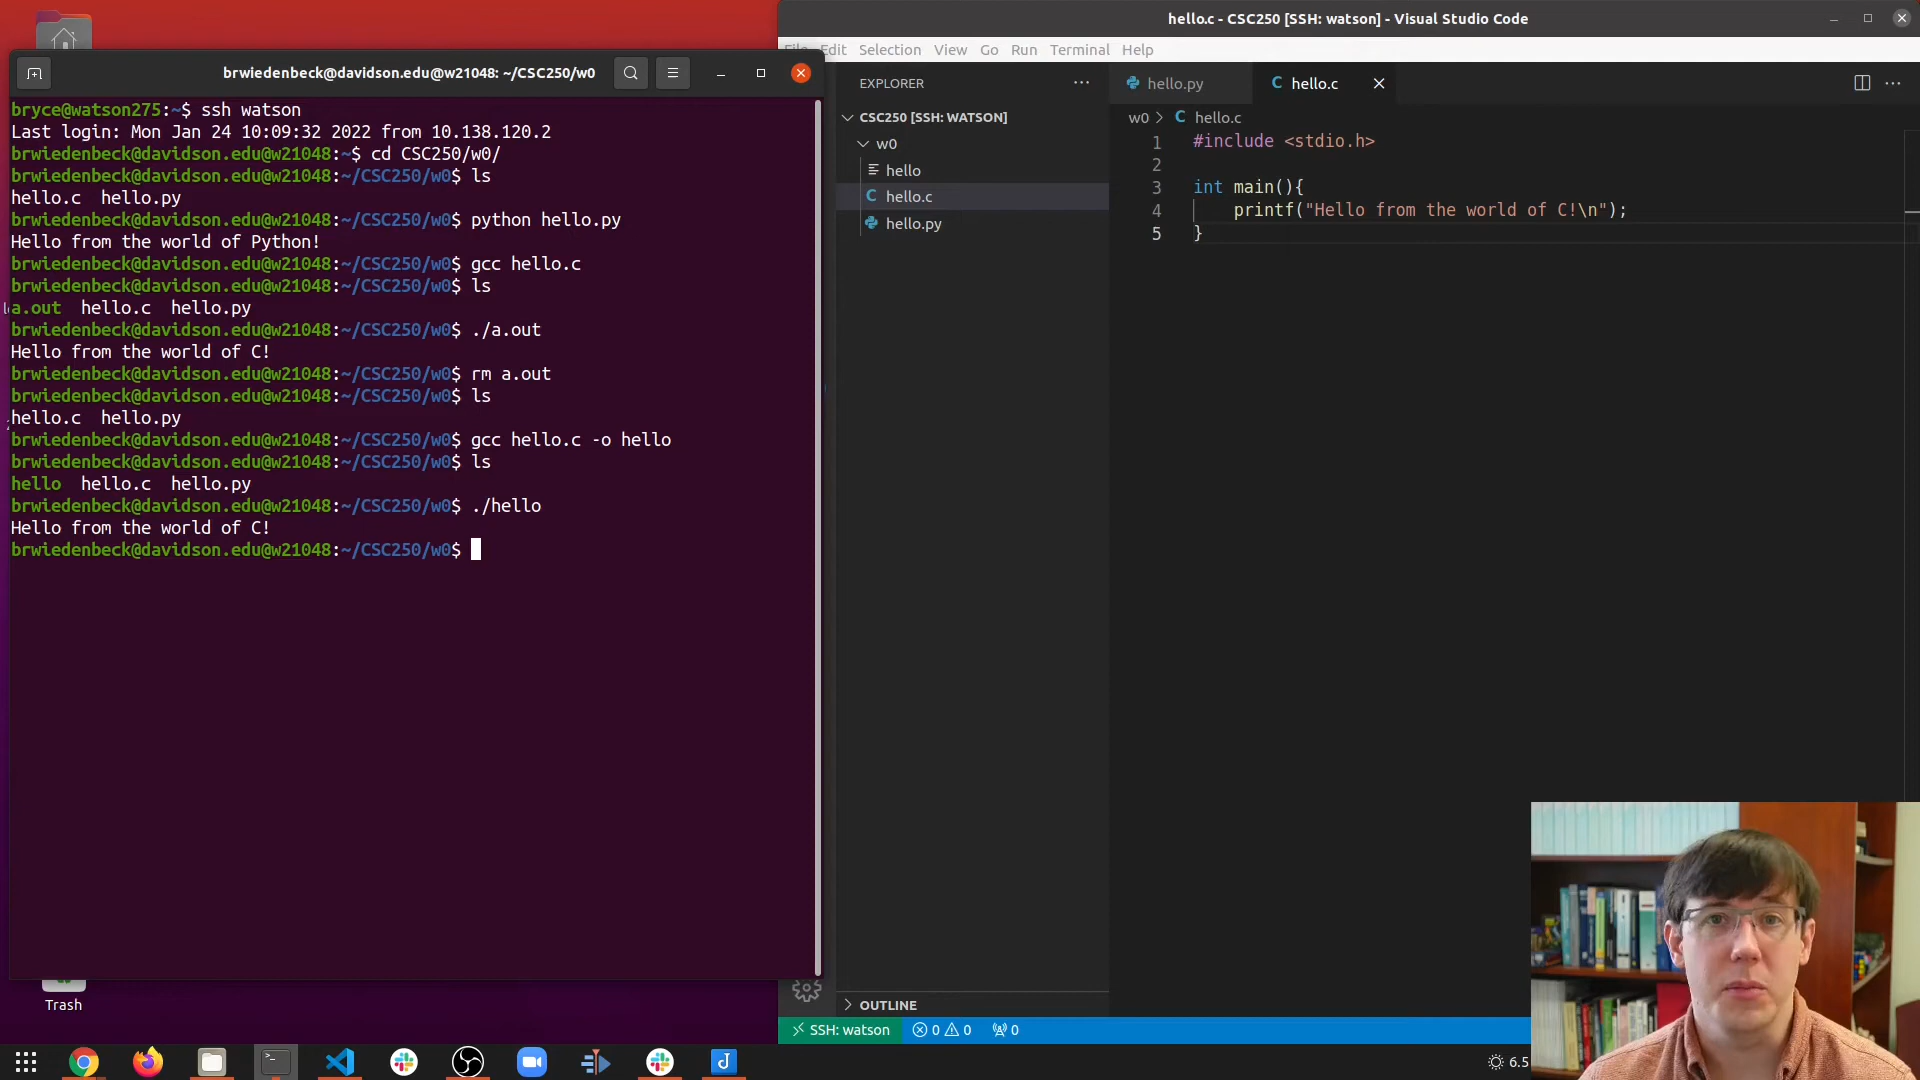 brwiedenbeck@davidson.edu@w21048: ~/CSC250/w0
bryce@watson275:~$ ssh watson
Last login: Mon Jan 24 10:09:32 2022 from 10.138.120.2
brwiedenbeck@davidson.edu@w21048:~$ cd CSC250/w0/
brwiedenbeck@davidson.edu@w21048:~/CSC250/w0$ ls
hello.c  hello.py
brwiedenbeck@davidson.edu@w21048:~/CSC250/w0$ python hello.py
Hello from the world of Python!
brwiedenbeck@davidson.edu@w21048:~/CSC250/w0$ gcc hello.c
brwiedenbeck@davidson.edu@w21048:~/CSC250/w0$ ls
a.out  hello.c  hello.py
brwiedenbeck@davidson.edu@w21048:~/CSC250/w0$ ./a.out
Hello from the world of C!
brwiedenbeck@davidson.edu@w21048:~/CSC250/w0$ rm a.out
brwiedenbeck@davidson.edu@w21048:~/CSC250/w0$ ls
hello.c  hello.py
brwiedenbeck@davidson.edu@w21048:~/CSC250/w0$ gcc hello.c -o hello
brwiedenbeck@davidson.edu@w21048:~/CSC250/w0$ ls
hello  hello.c  hello.py
brwiedenbeck@davidson.edu@w21048:~/CSC250/w0$ ./hello
Hello from the world of C!
brwiedenbeck@davidson.edu@w21048:~/CSC250/w0$
Trash
hello.c - CSC250 [SSH: watson] - Visual Studio Code
File Edit Selection View Go Run Terminal Help
EXPLORER
CSC250 [SSH: WATSON]
w0
hello
hello.c
hello.py
OUTLINE
hello.py hello.c
w0 > hello.c
1 #include <stdio.h>
2
3 int main(){
4 printf("Hello from the world of C!\n");
5 }
SSH: watson 0 0 0
6.5